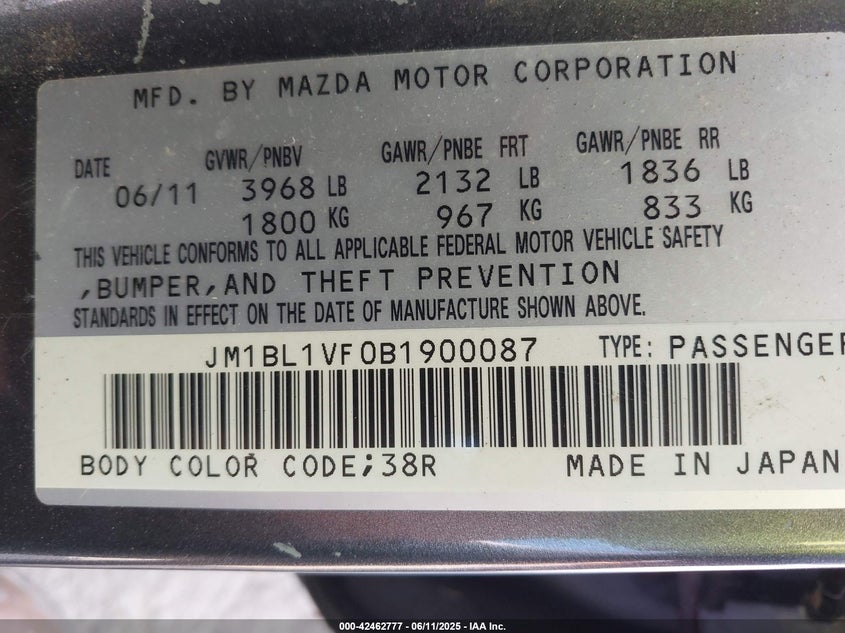 MFD. BY MAZDA MOTOR CORPORATION
DATE GVWR/PNBV GAWR/PNBE FRT GAWR/PNBE RR
06/11 3968 LB 2132 LB 1836 LB
1800 KG 967 KG 833 KG
THIS VEHICLE CONFORMS TO ALL APPLICABLE FEDERAL MOTOR VEHICLE SAFETY
,BUMPER,AND THEFT PREVENTION
STANDARDS IN EFFECT ON THE DATE OF MANUFACTURE SHOWN ABOVE.
JM1BL1VF0B1900087 TYPE: PASSENGER
BODY COLOR CODE;38R MADE IN JAPAN
000-42462777 - 06/11/2025 - IAA Inc.